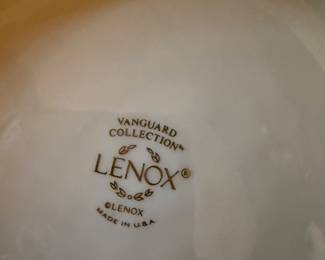 VANGUARD
COLLECTION®
LENOX®
©LENOX
MADE IN U.S.A.